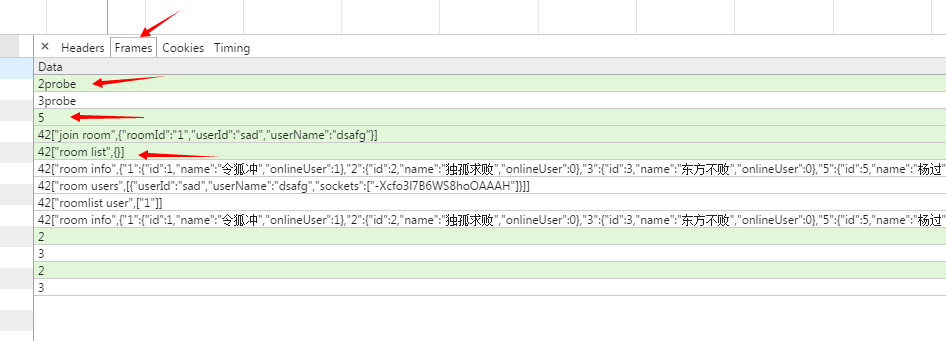 × Headers Frames Cookies Timing
Data
2probe
3probe
5
42["join room",{"roomId":"1","userId":"sad","userName":"dsafg"}]
42["room list",{}]
42["room info",{"1":{"id":1,"name":"令狐冲","onlineUser":1},"2":{"id":2,"name":"独孤求败","onlineUser":0},"3":{"id":3,"name":"东方不败","onlineUser":0},"5":{"id":5,"name":"杨过"
42["room users",[{"userId":"sad","userName":"dsafg","sockets":["-Xcfo3I7B6WS8hoOAAAH"]}]]
42["roomlist user",["1"]]
42["room info",{"1":{"id":1,"name":"令狐冲","onlineUser":1},"2":{"id":2,"name":"独孤求败","onlineUser":0},"3":{"id":3,"name":"东方不败","onlineUser":0},"5":{"id":5,"name":"杨过"
2
3
2
3